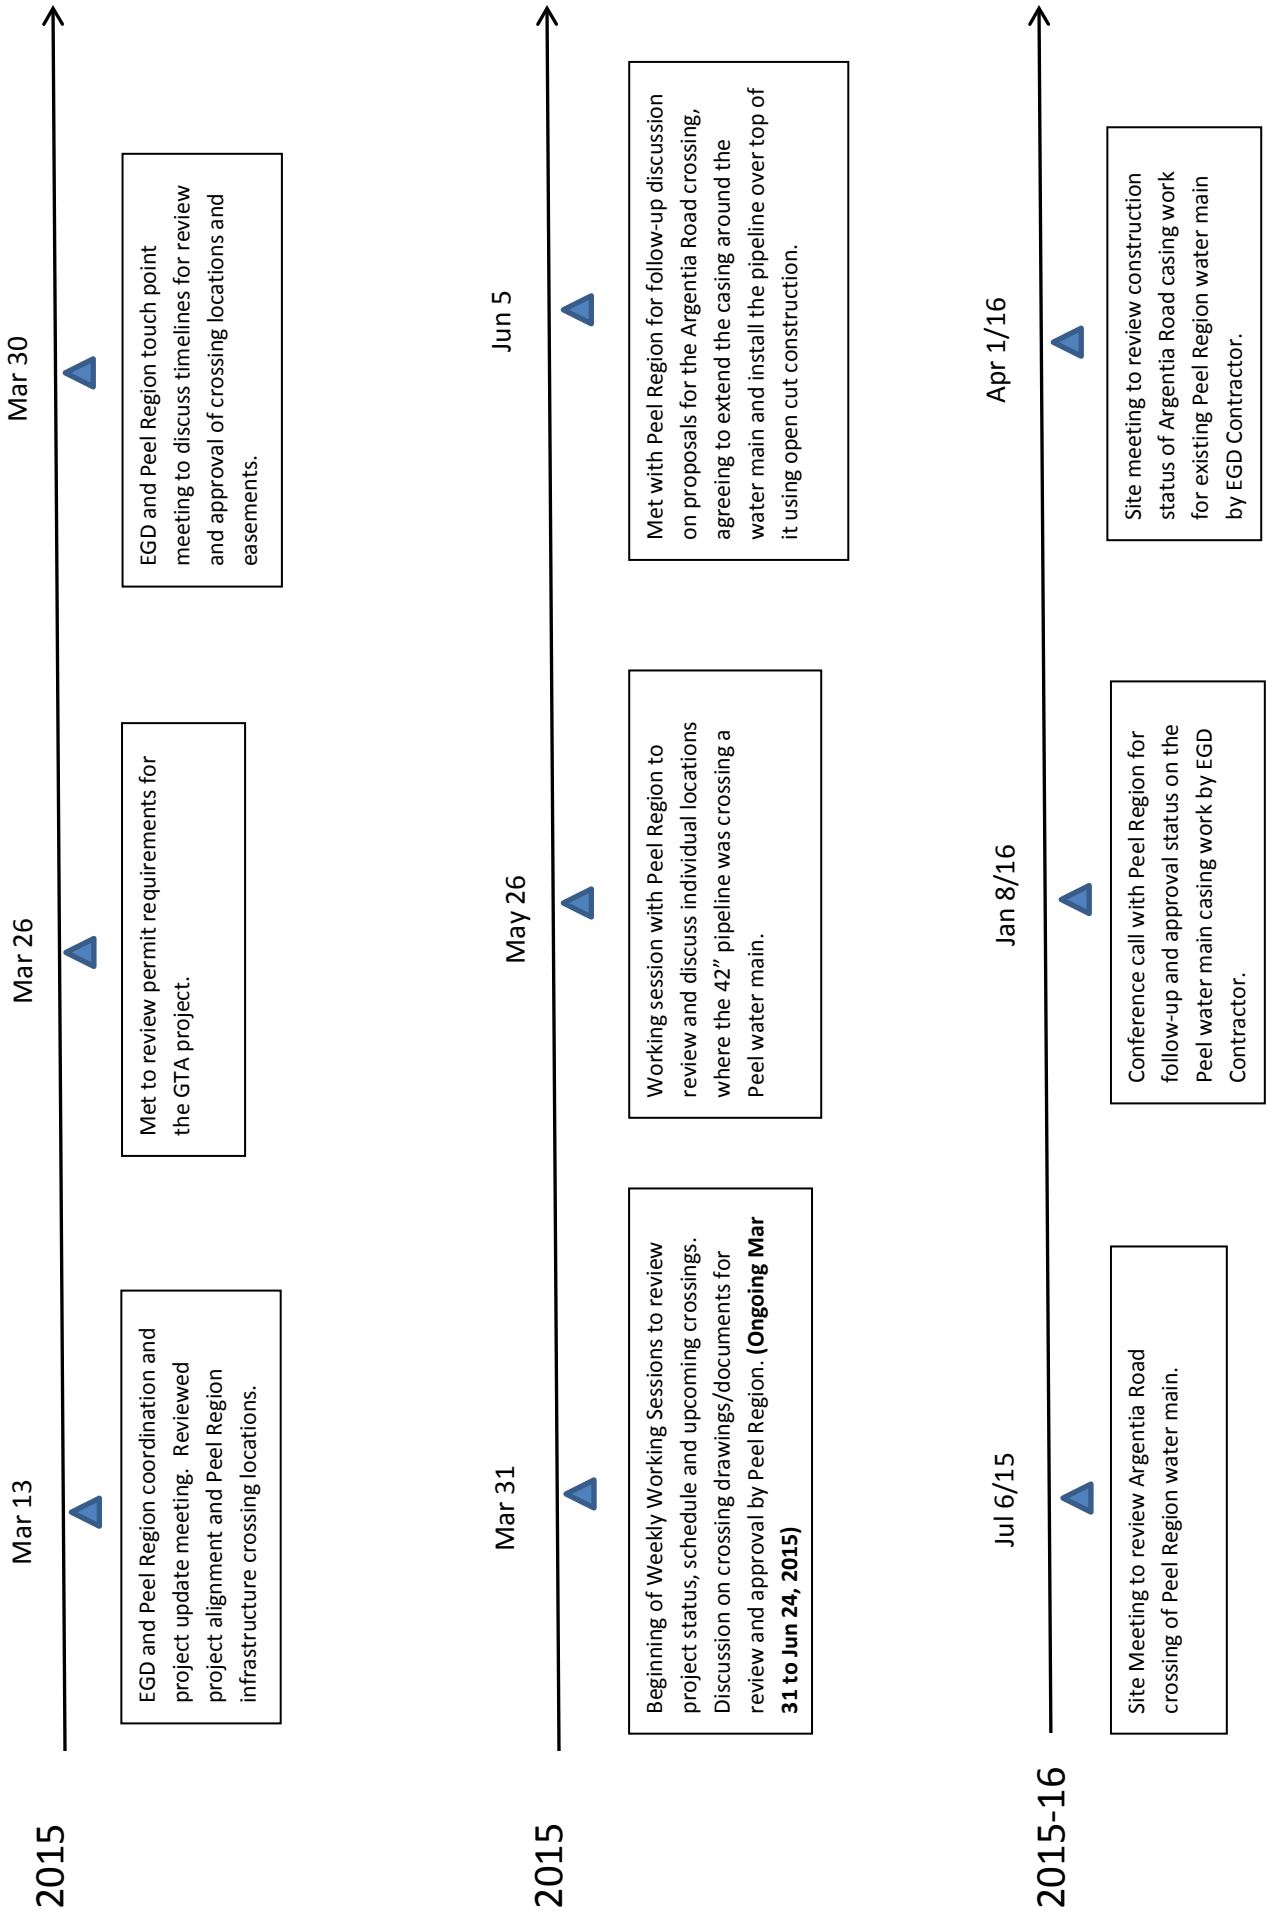 2015
Mar 13
Mar 26
Mar 30
EGD and Peel Region coordination and
project update meeting. Reviewed
project alignment and Peel Region
infrastructure crossing locations.
Met to review permit requirements for
the GTA project.
EGD and Peel Region touch point
meeting to discuss timelines for review
and approval of crossing locations and
easements.
2015
Mar 31
May 26
Jun 5
Beginning of Weekly Working Sessions to review
project status, schedule and upcoming crossings.
Discussion on crossing drawings/documents for
review and approval by Peel Region. (Ongoing Mar
31 to Jun 24, 2015)
Working session with Peel Region to
review and discuss individual locations
where the 42” pipeline was crossing a
Peel water main.
Met with Peel Region for follow-up discussion
on proposals for the Argentia Road crossing,
agreeing to extend the casing around the
water main and install the pipeline over top of
it using open cut construction.
2015-16
Jul 6/15
Jan 8/16
Apr 1/16
Site Meeting to review Argentia Road
crossing of Peel Region water main.
Conference call with Peel Region for
follow-up and approval status on the
Peel water main casing work by EGD
Contractor.
Site meeting to review construction
status of Argentia Road casing work
for existing Peel Region water main
by EGD Contractor.